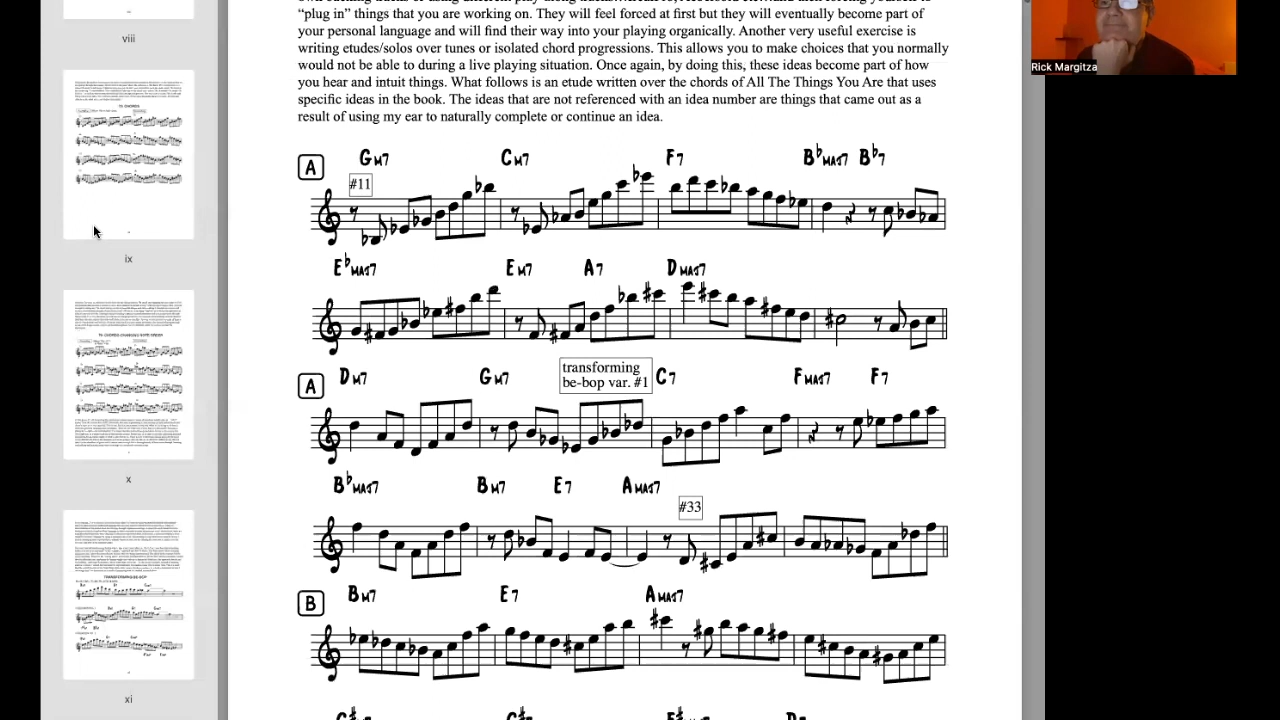 viii
"plug in" things that you are working on. They will feel forced at first but they will eventually become part of
your personal language and will find their way into your playing organically. Another very useful exercise is
writing etudes/solos over tunes or isolated chord progressions. This allows you to make choices that you normally
would not be able to during a live playing situation. Once again, by doing this, these ideas become part of how
you hear and intuit things. What follows is an etude written over the chords of All The Things You Are that uses
specific ideas in the book. The ideas that are not referenced with an idea number are things that came out as a
result of using my ear to naturally complete or continue an idea.
Rick Margitza
A GM7 CM7 F7 B♭MAJ7 B♭7
#11
ix
E♭MAJ7 EM7 A7 DMAJ7
A DM7 GM7 transforming be-bop var. #1 C7 FMAJ7 F7
x
B♭MAJ7 BM7 E7 AMAJ7
#33
B BM7 E7 AMAJ7
TRANSFORMING BE-BOP
xi